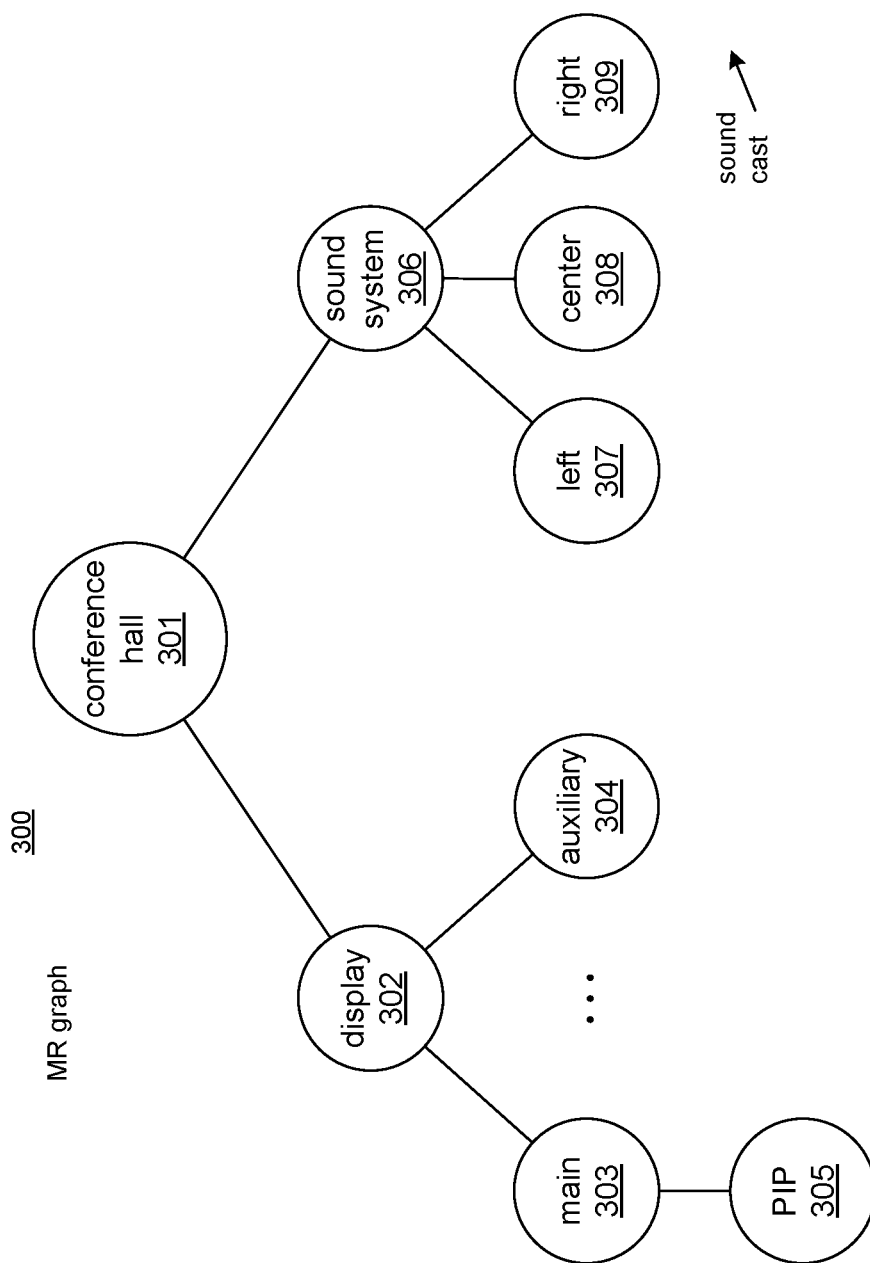 300
MR graph
conference
hall
301
display
302
sound
system
306
main
303
...
auxiliary
304
left
307
center
308
right
309
PIP
305
sound
cast